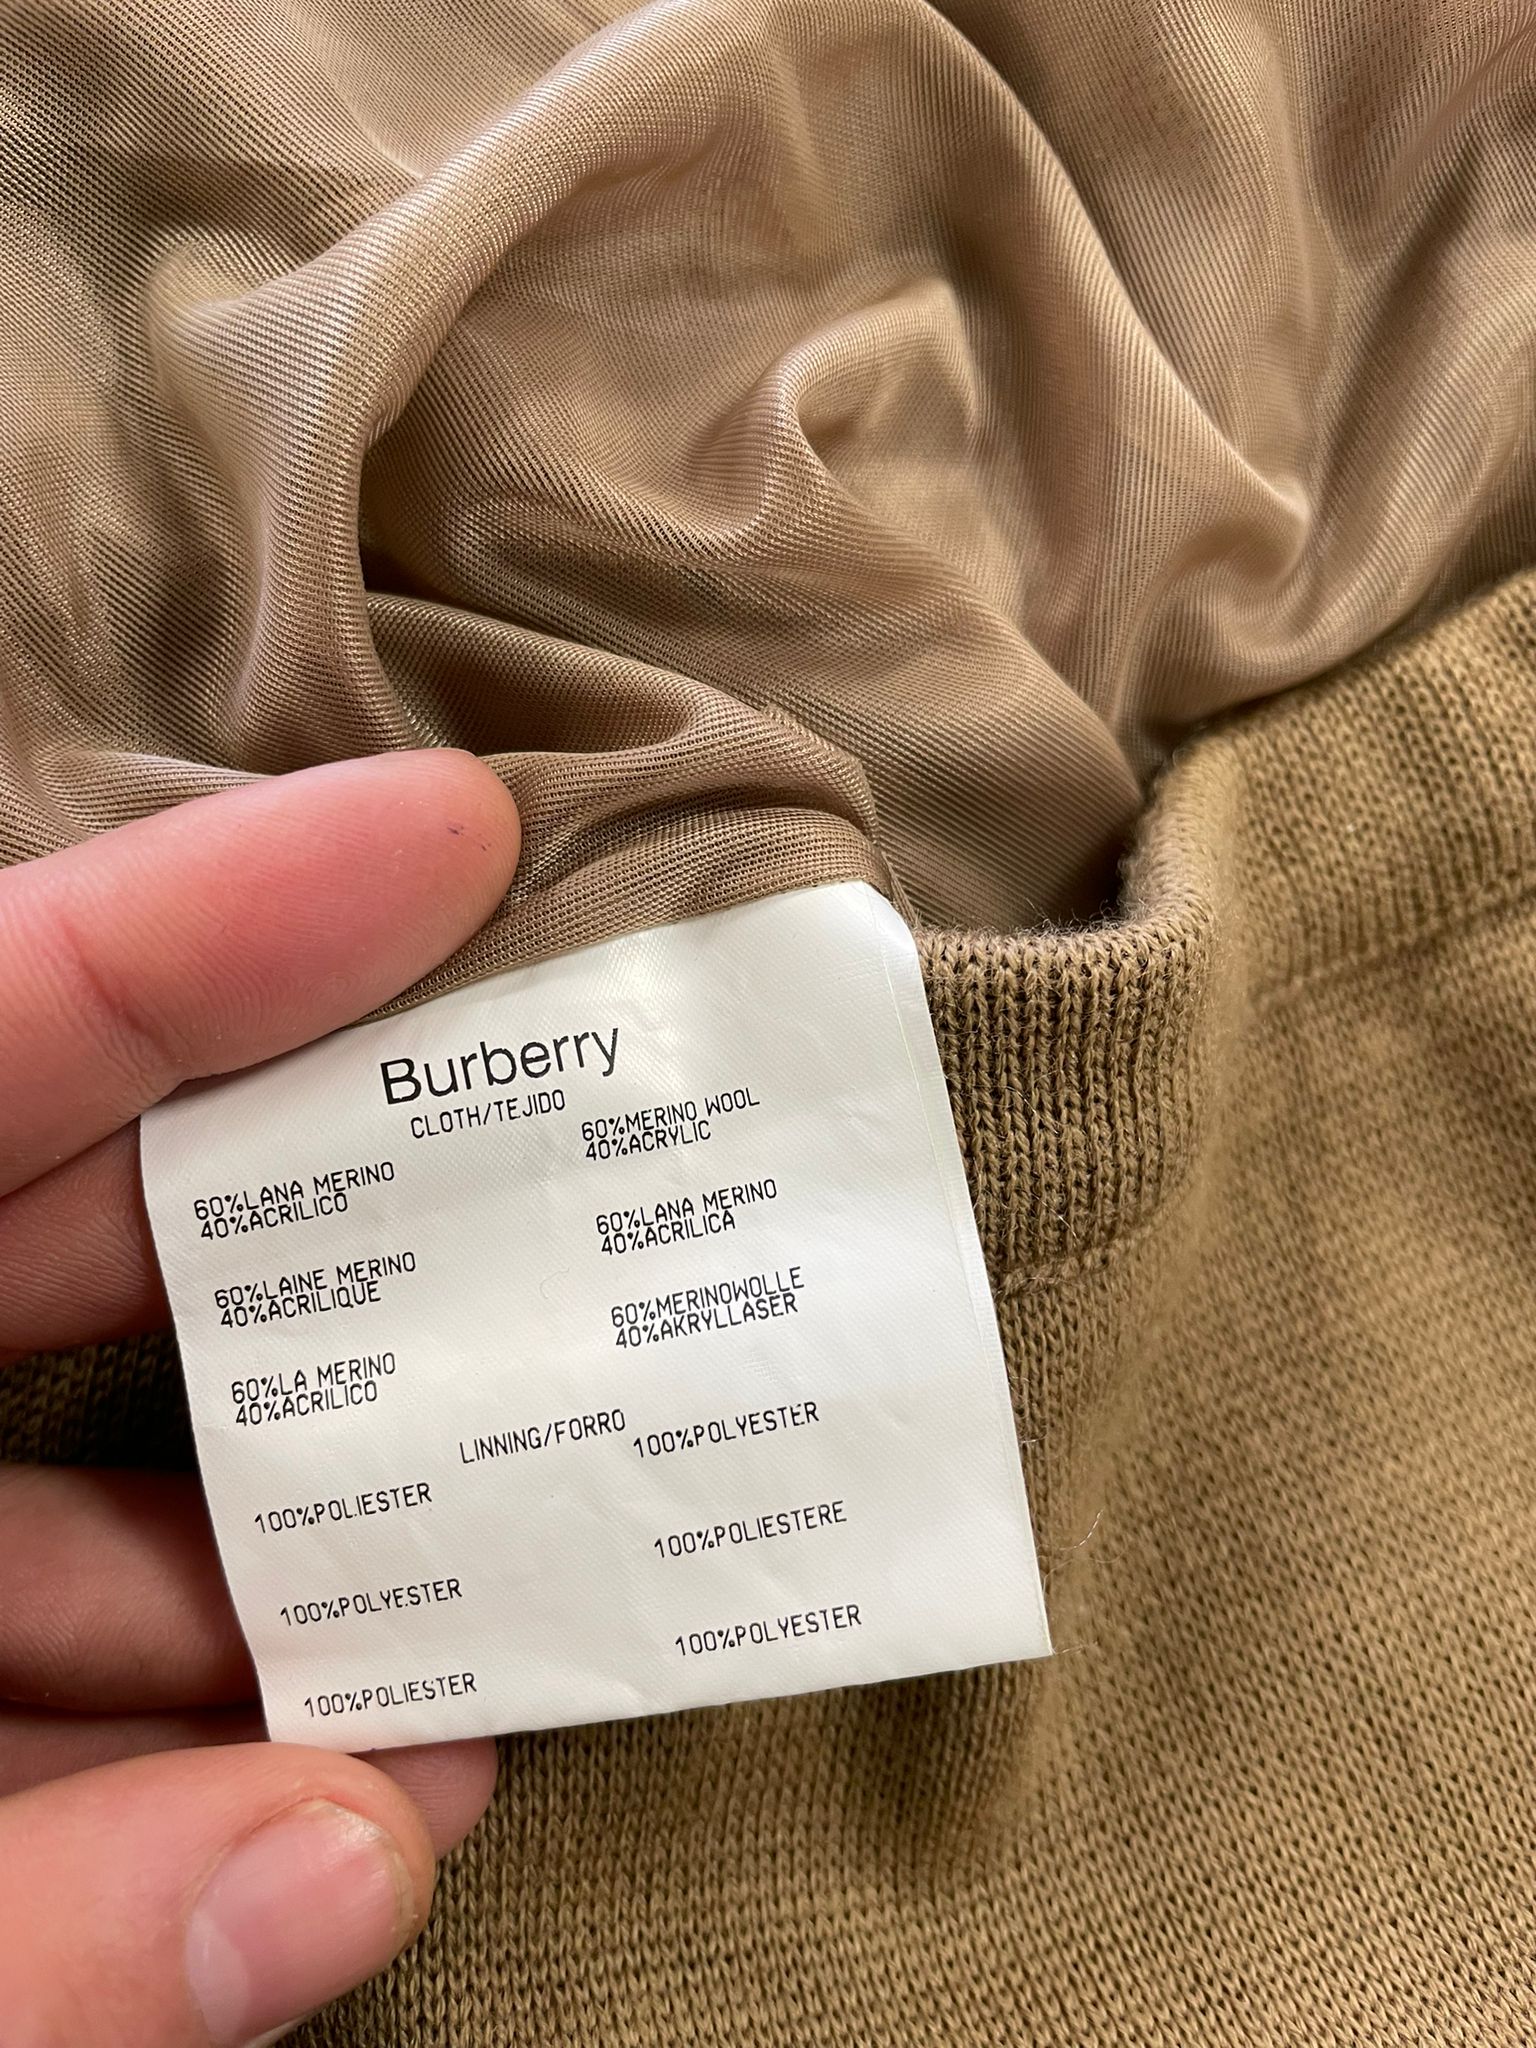 Burberry
CLOTH/TEJIDO
60%MERINO WOOL
40%ACRYLIC
60%LANA MERINO
40%ACRILICO
60%LANA MERINO
40%ACRILICA
60%LAINE MERINO
40%ACRILIQUE
60%MERINOWOLLE
40%AKRYLLASER
60%LA MERINO
40%ACRILICO
LINNING/FORRO
100%POLYESTER
100%POLIESTER
100%POLIESTERE
100%POLYESTER
100%POLYESTER
100%POLIESTER